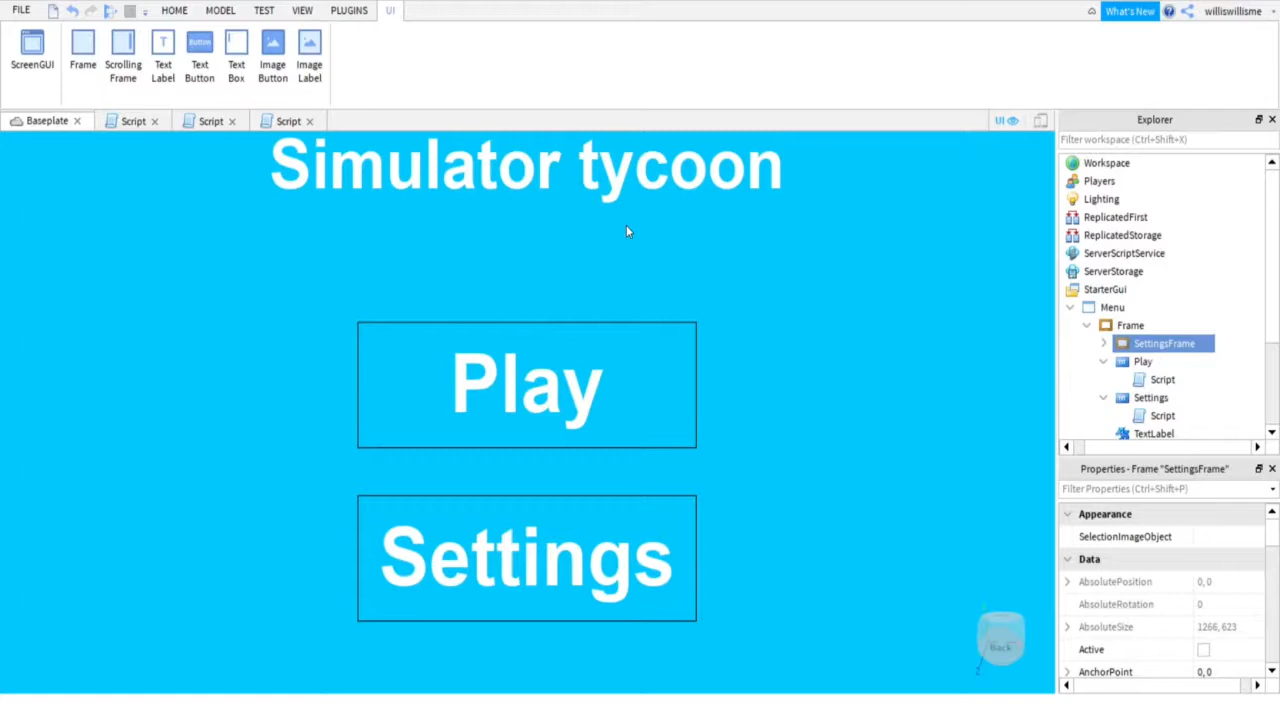 FILE HOME MODEL TEST VIEW PLUGINS UI What's New williswillisme
ScreenGUI Frame Scrolling Frame Text Label Text Button Text Box Image Button Image Label
Button
T
Baseplate Script Script Script UI
Explorer
Filter workspace (Ctrl+Shift+X)
Workspace
Players
Lighting
ReplicatedFirst
ReplicatedStorage
ServerScriptService
ServerStorage
StarterGui
Menu
Frame
SettingsFrame
Play
Script
Settings
Script
TextLabel
Simulator tycoon
Play
Settings
Back
Z
Properties - Frame "SettingsFrame"
Filter Properties (Ctrl+Shift+P)
Appearance
SelectionImageObject
Data
AbsolutePosition 0, 0
AbsoluteRotation 0
AbsoluteSize 1266, 623
Active
AnchorPoint 0, 0